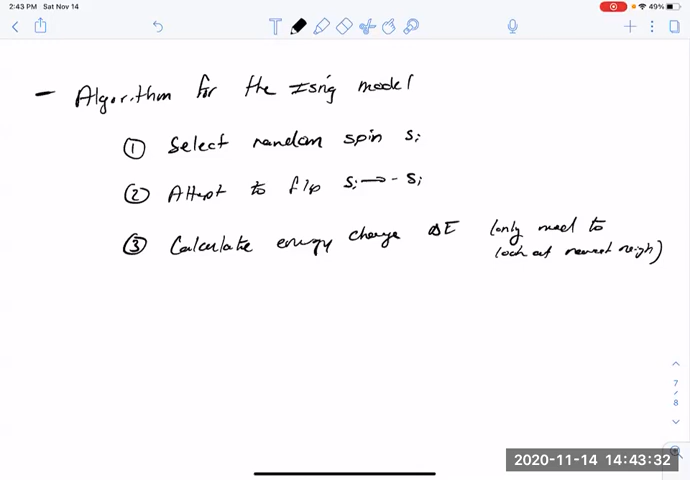 2:43 PM Sat Nov 14
49%
- Algorithm for the Ising model
① Select random spin Si
② Attept to flip Si → - Si
③ Calculate energy change ΔE (only need to
look at nearest neigh)
7
/
8
2020-11-14 14:43:32